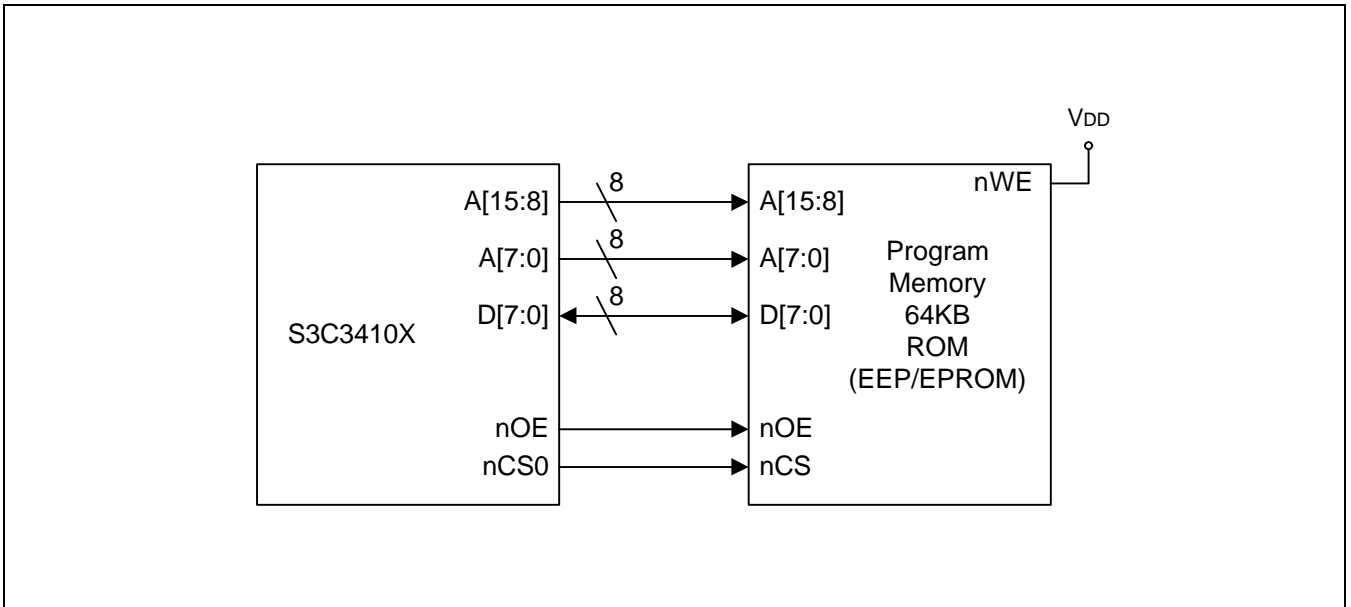 VDD
S3C3410X
A[15:8]
A[7:0]
D[7:0]
nOE
nCS0
8
8
8
nWE
A[15:8]
A[7:0]
D[7:0]
nOE
nCS
Program
Memory
64KB
ROM
(EEP/EPROM)